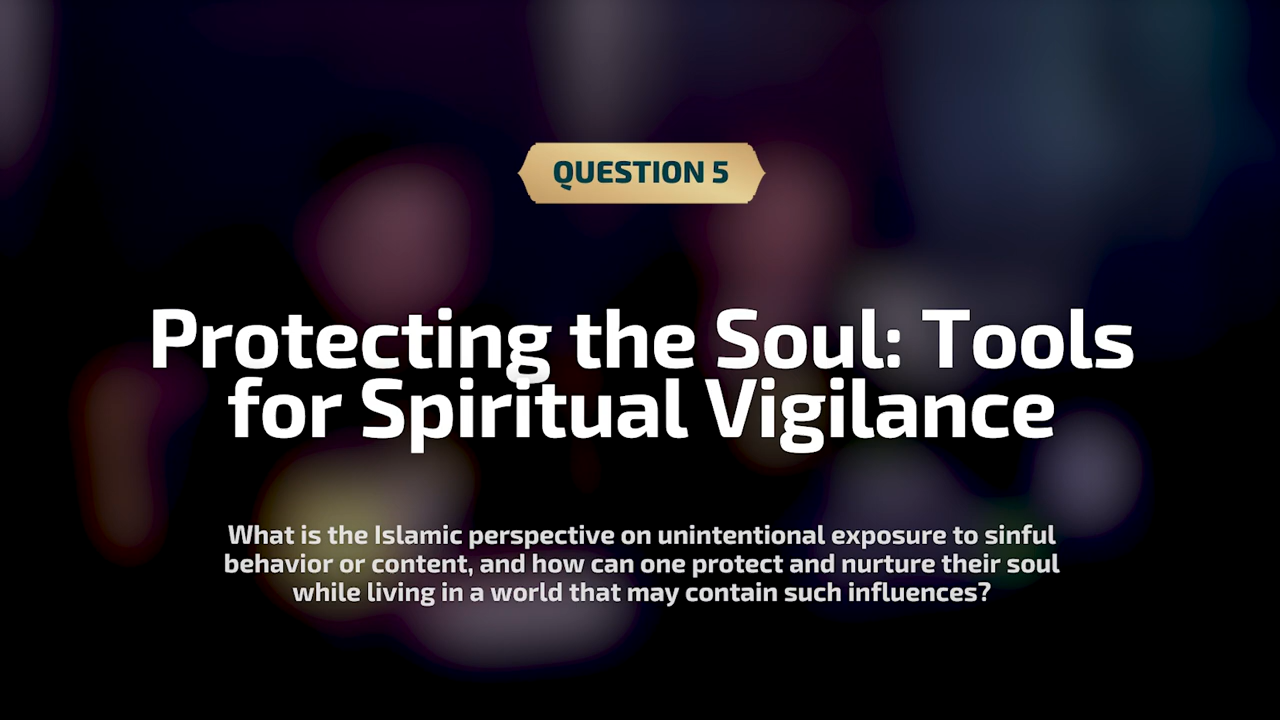 QUESTION 5
Protecting the Soul: Tools
for Spiritual Vigilance
What is the Islamic perspective on unintentional exposure to sinful
behavior or content, and how can one protect and nurture their soul
while living in a world that may contain such influences?